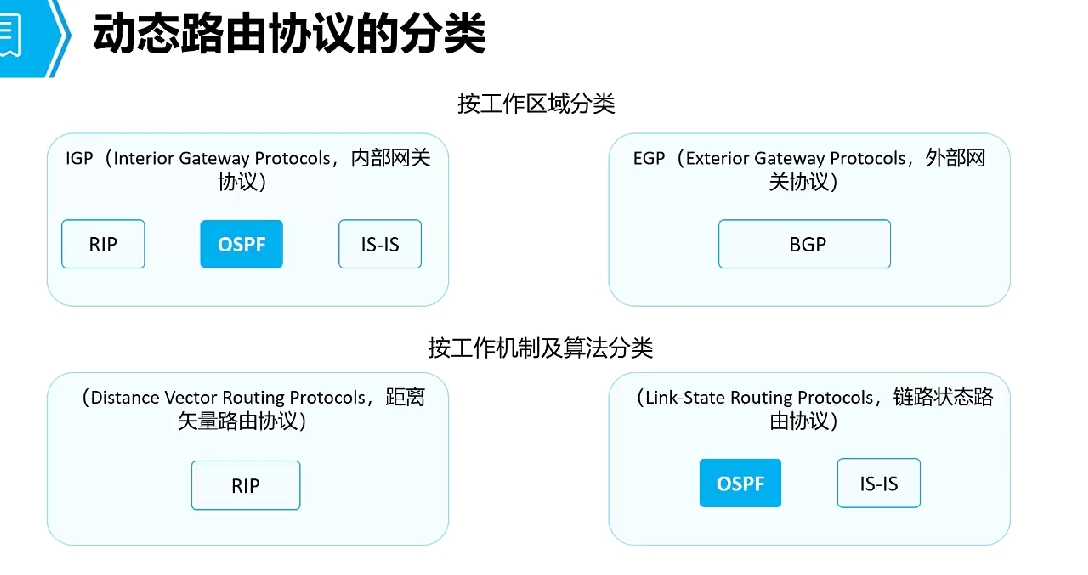 动态路由协议的分类
按工作区域分类
IGP（Interior Gateway Protocols，内部网关
协议）
RIP
OSPF
IS-IS
EGP（Exterior Gateway Protocols，外部网
关协议）
BGP
按工作机制及算法分类
（Distance Vector Routing Protocols，距离
矢量路由协议）
RIP
（Link-State Routing Protocols，链路状态路
由协议）
OSPF
IS-IS